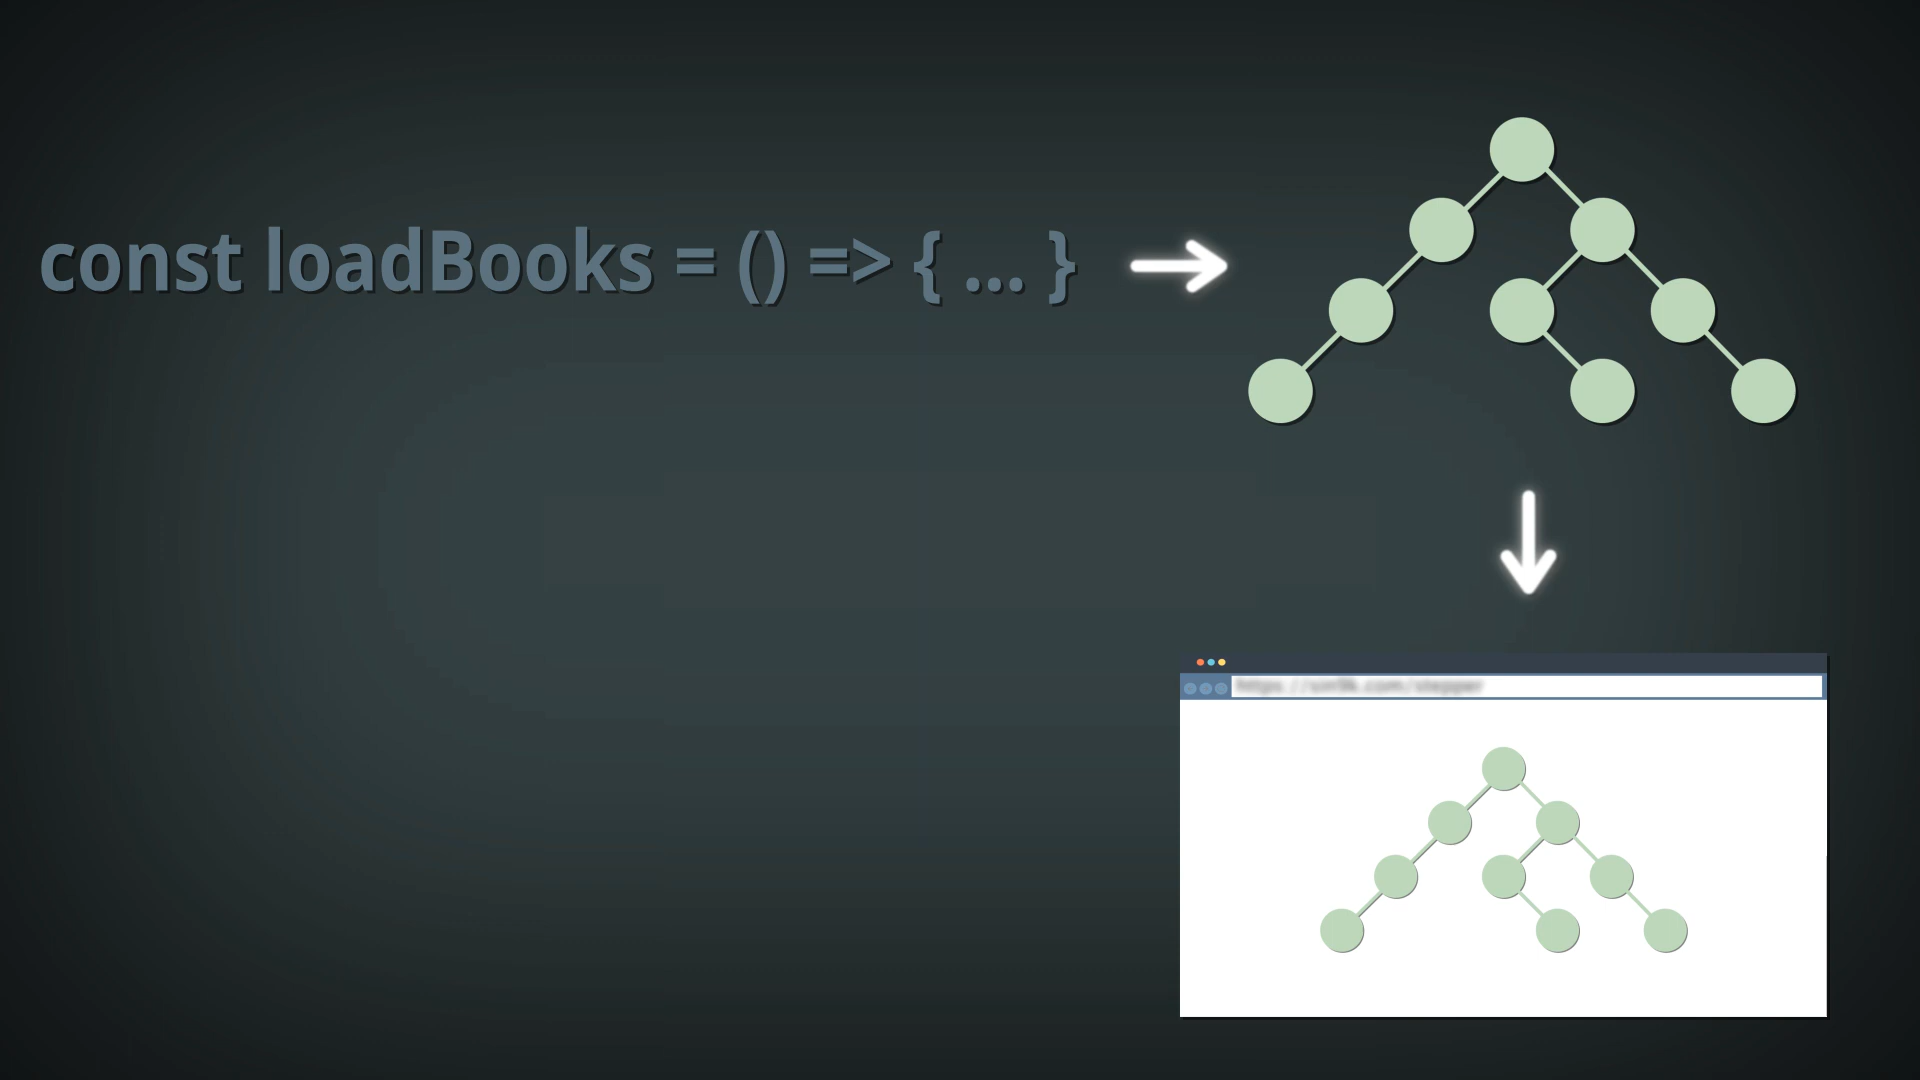 const loadBooks = () => { ... }